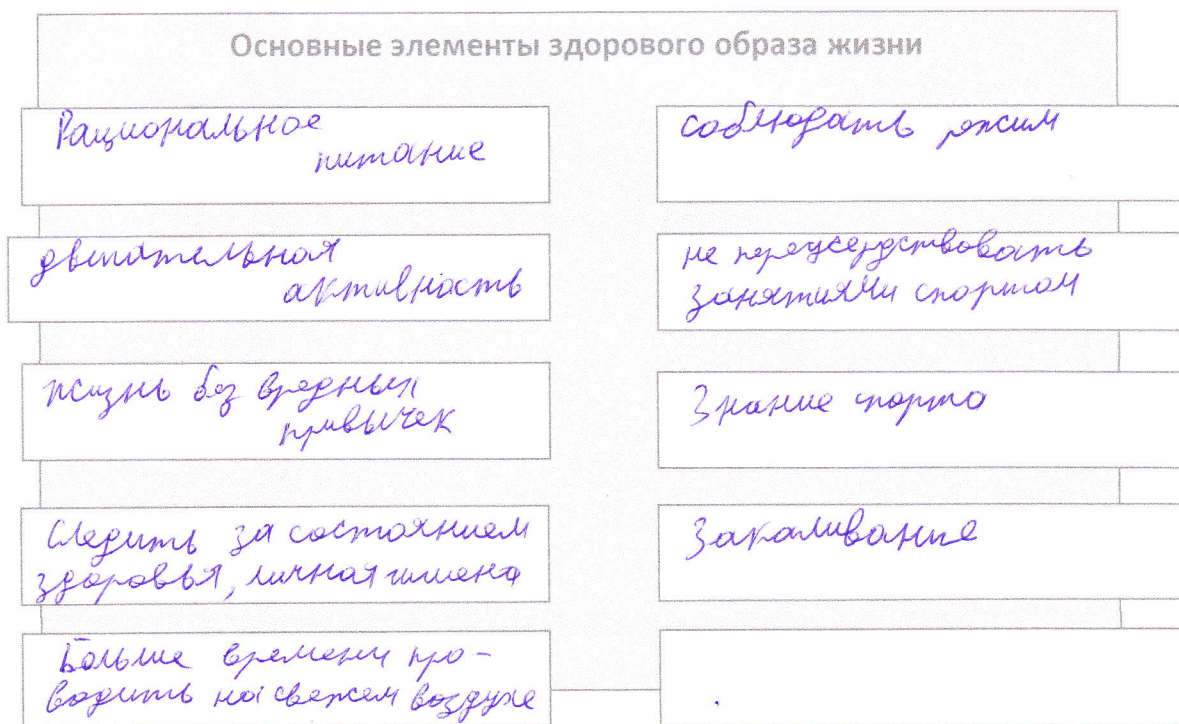 Основные элементы здорового образа жизни
Рациональное
питание
двигательная
активность
жизнь без вредных
привычек
Следить за состоянием
здоровья, личная гигиена
Больше времени про-
водить на свежем воздухе
соблюдать режим
не переусердствовать
занятиями спортом
Знание спорта
Закаливание